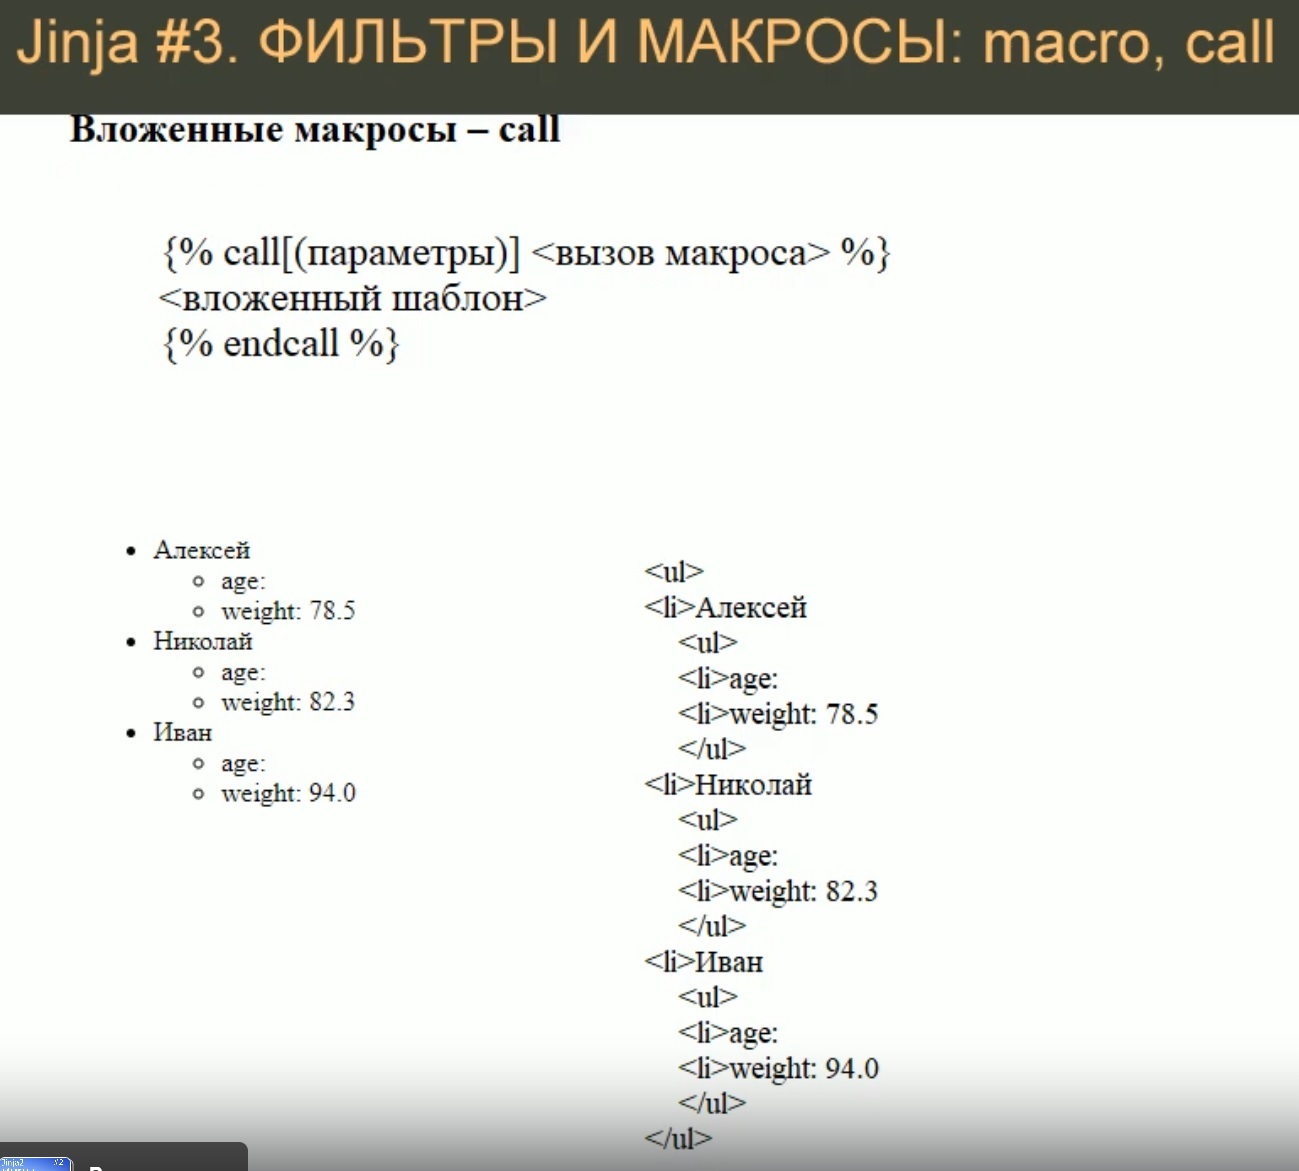 Jinja #3. ФИЛЬТРЫ И МАКРОСЫ: macro, call
Вложенные макросы – call
{% call[(параметры)] <вызов макроса> %}
<вложенный шаблон>
{% endcall %}
Алексей
age:
weight: 78.5
Николай
age:
weight: 82.3
Иван
age:
weight: 94.0
<ul>
<li>Алексей
<ul>
<li>age:
<li>weight: 78.5
</ul>
<li>Николай
<ul>
<li>age:
<li>weight: 82.3
</ul>
<li>Иван
<ul>
<li>age:
<li>weight: 94.0
</ul>
</ul>
Jinja2